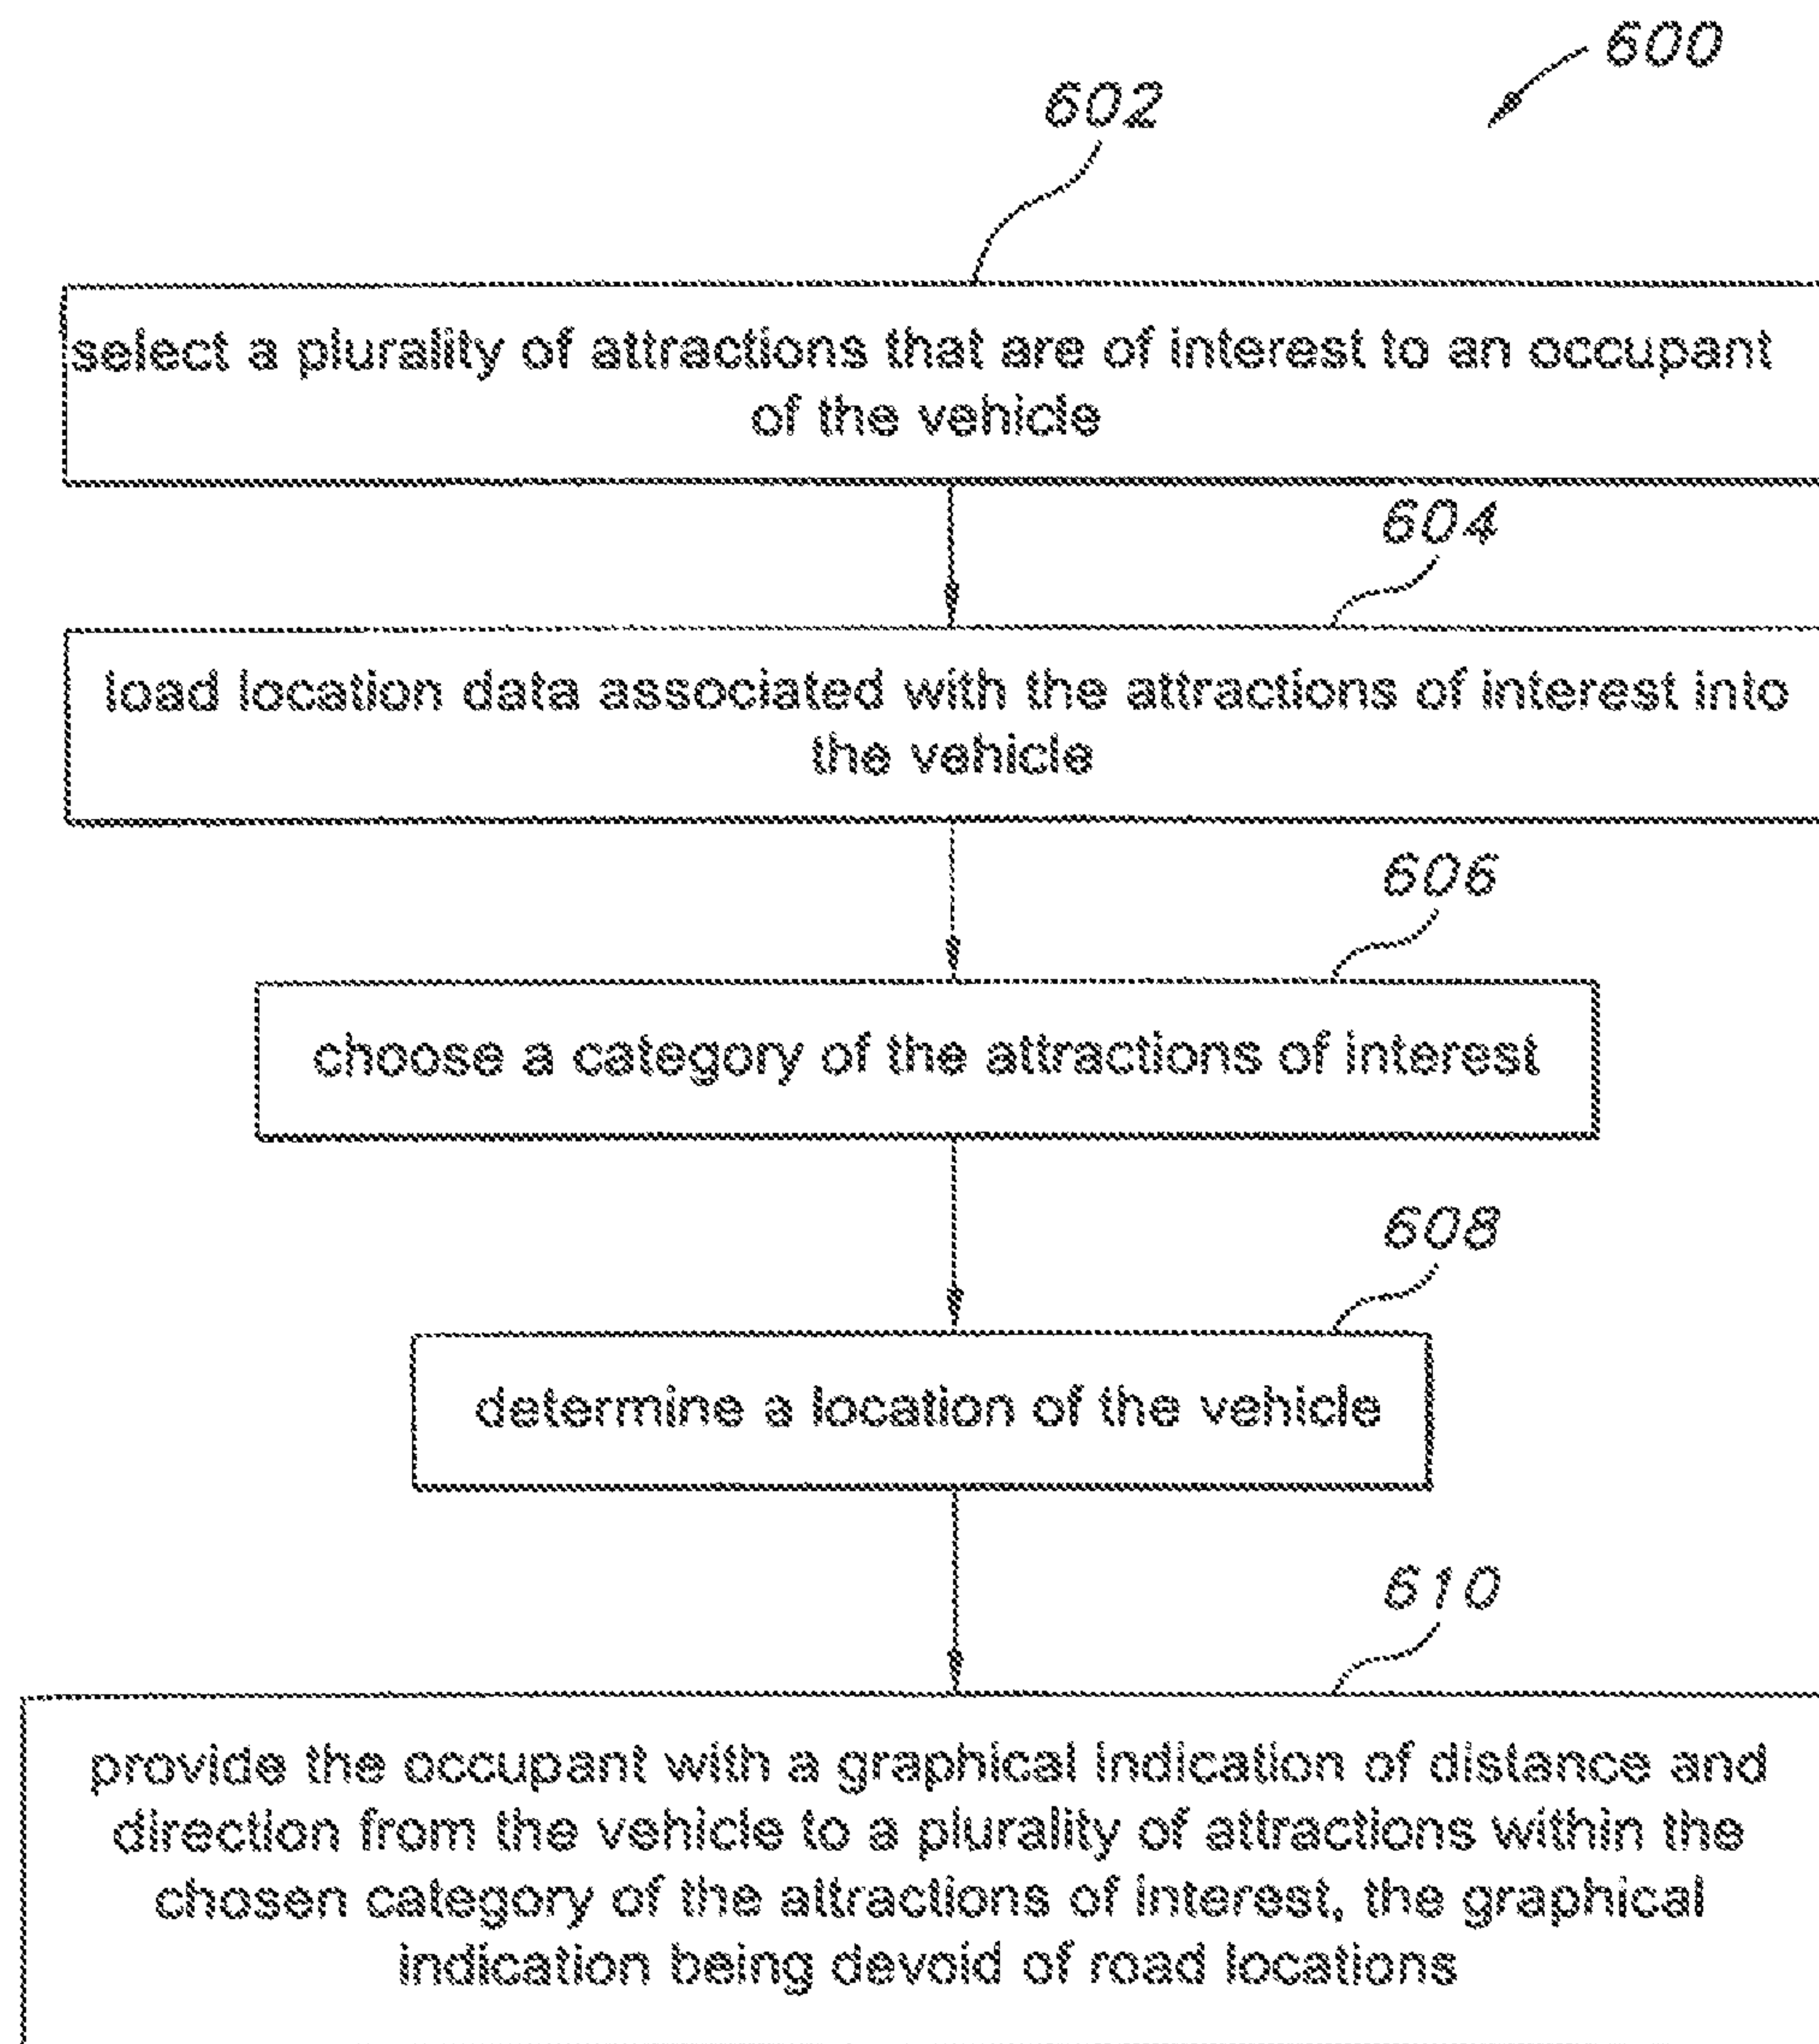 600
602
select a plurality of attractions that are of interest to an occupant
of the vehicle
604
load location data associated with the attractions of interest into
the vehicle
606
choose a category of the attractions of interest
608
determine a location of the vehicle
610
provide the occupant with a graphical indication of distance and
direction from the vehicle to a plurality of attractions within the
chosen category of the attractions of interest, the graphical
indication being devoid of road locations